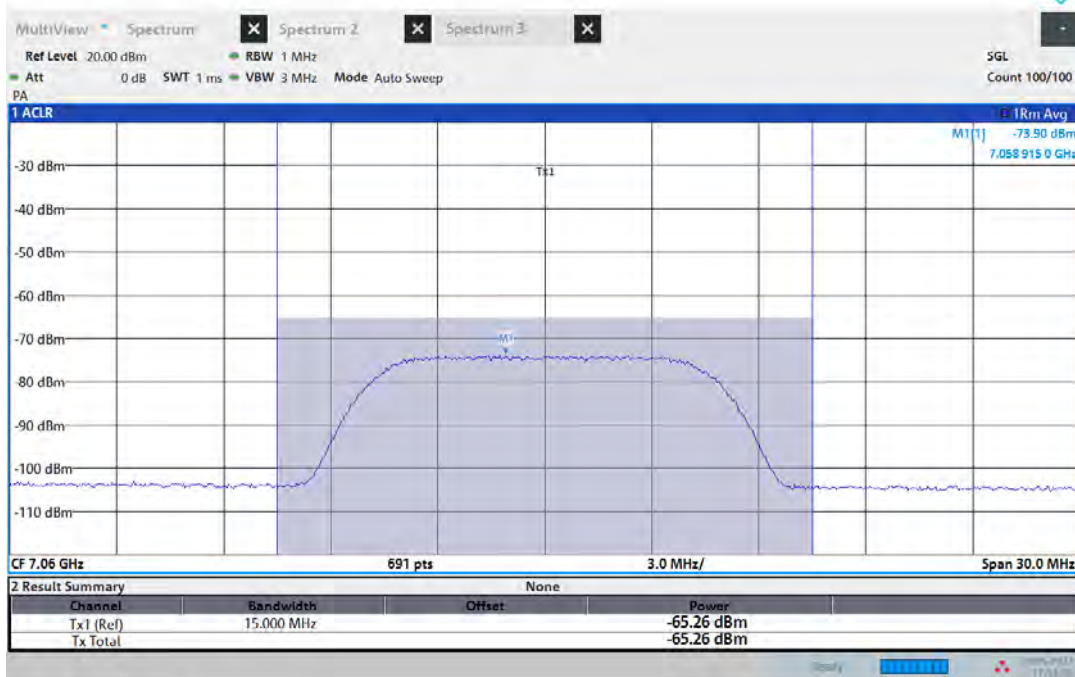 MultiView Spectrum X Spectrum 2 X Spectrum 3 X
Ref Level 20.00 dBm RBW 1 MHz SGL
Att 0 dB SWT 1 ms VBW 3 MHz Mode Auto Sweep Count 100/100
PA
1 ACLR 1Rm Avg
M1[1] -73.90 dBm
7.058 915 0 GHz
-30 dBm
Tx1
-40 dBm
-50 dBm
-60 dBm
-70 dBm
M1
-80 dBm
-90 dBm
-100 dBm
-110 dBm
CF 7.06 GHz 691 pts 3.0 MHz/ Span 30.0 MHz
2 Result Summary None
Channel Bandwidth Offset Power
Tx1 (Ref) 15.000 MHz -65.26 dBm
Tx Total -65.26 dBm
Ready